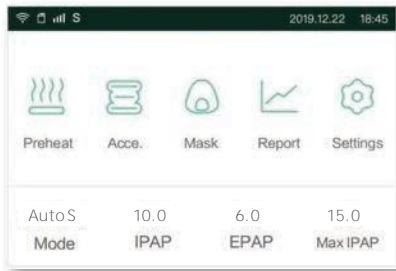 S 2019.12.22 18:45
Preheat Acce. Mask Report Settings
Auto S 10.0 6.0 15.0
Mode IPAP EPAP Max IPAP